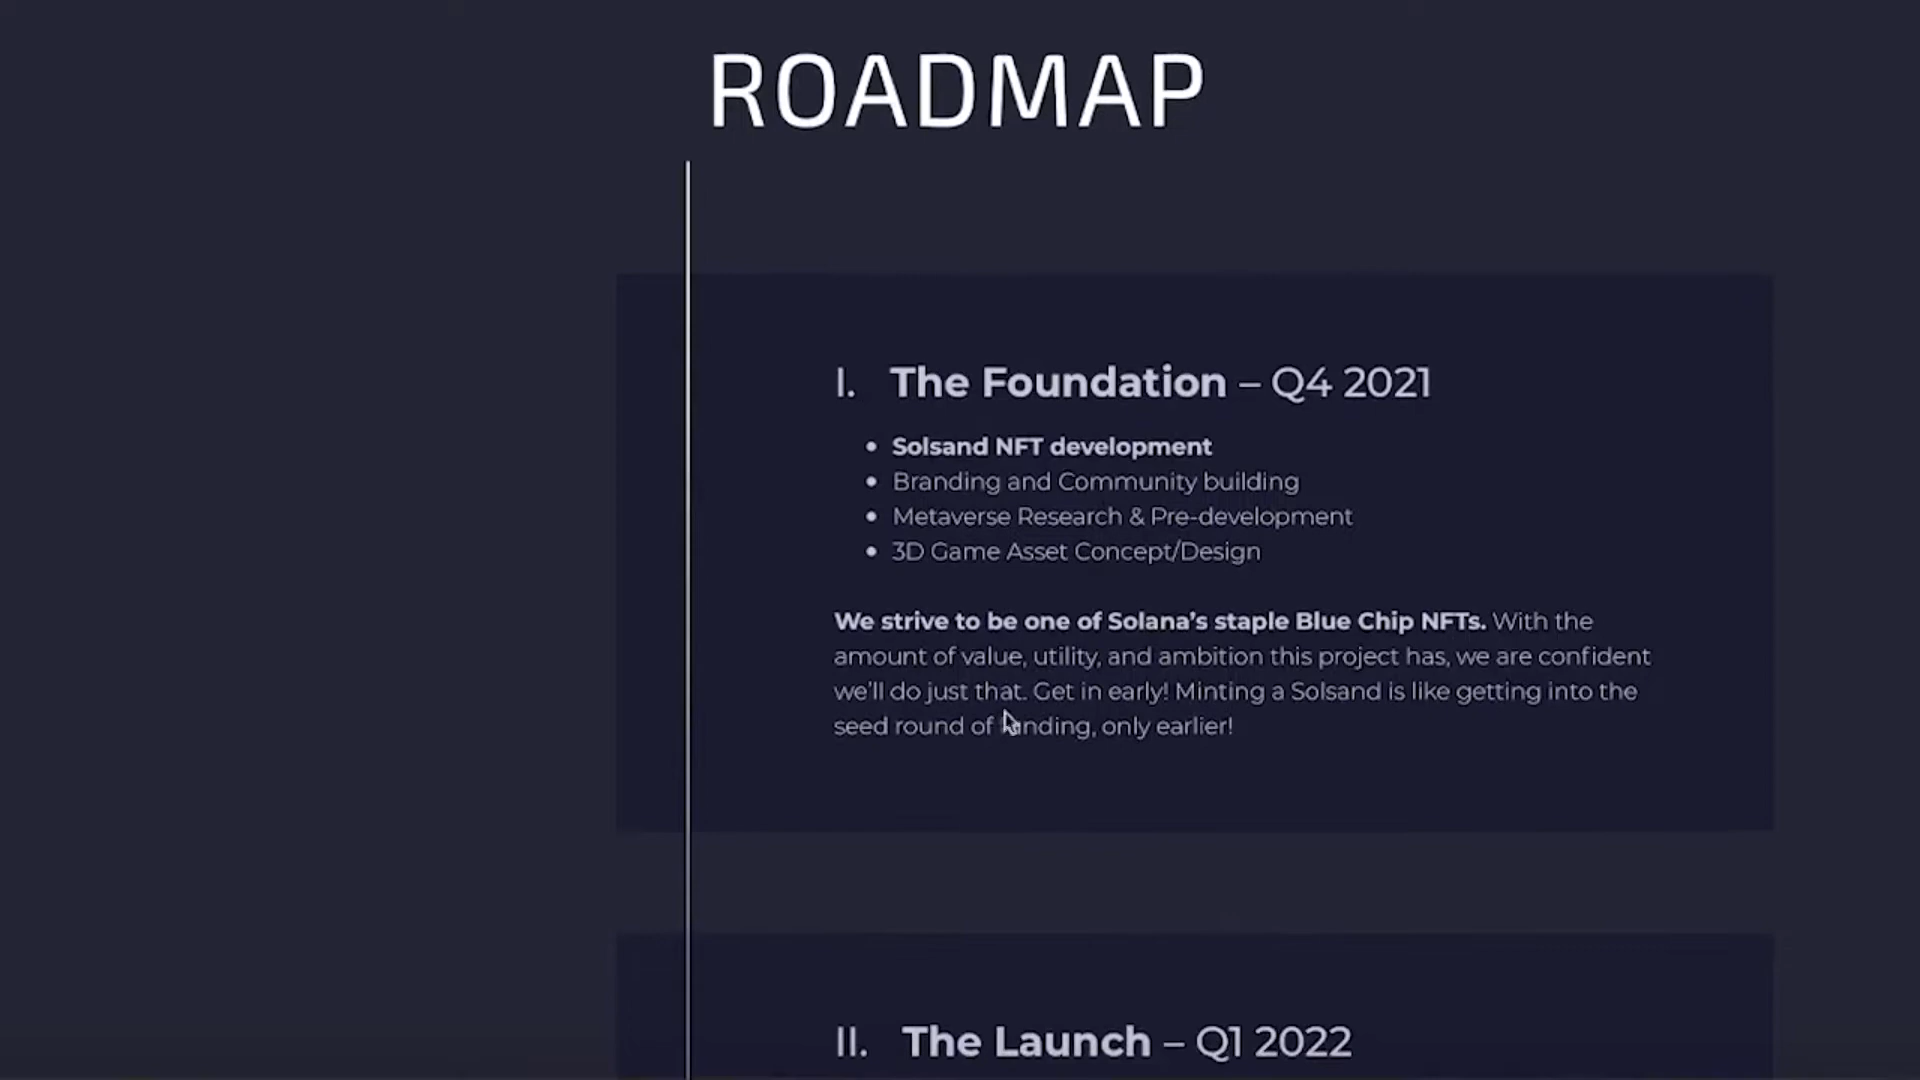 ROADMAP
I. The Foundation – Q4 2021
• Solsand NFT development
• Branding and Community building
• Metaverse Research & Pre-development
• 3D Game Asset Concept/Design
We strive to be one of Solana’s staple Blue Chip NFTs. With the
amount of value, utility, and ambition this project has, we are confident
we’ll do just that. Get in early! Minting a Solsand is like getting into the
seed round of funding, only earlier!
II. The Launch – Q1 2022